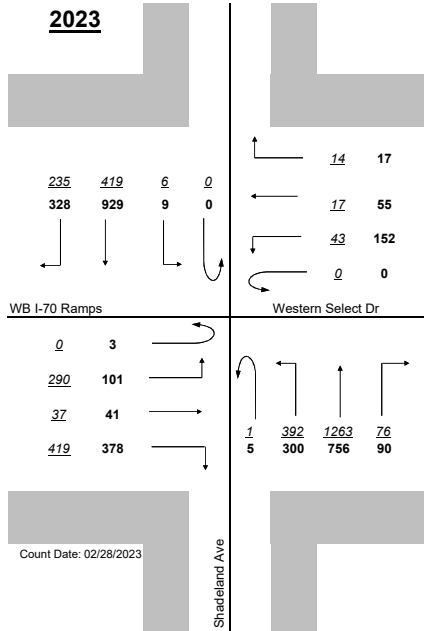 2023
14 17
235 419 6 0
328 929 9 0
17 55
43 152
0 0
WB I-70 Ramps
Western Select Dr
0 3
290 101
37 41
419 378
1 392 1263 76
5 300 756 90
Count Date: 02/28/2023
Shadeland Ave